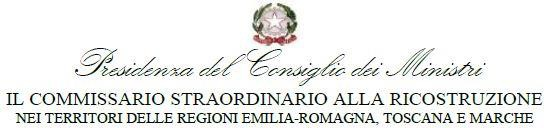 Presidenza del Consiglio dei Ministri
IL COMMISSARIO STRAORDINARIO ALLA RICOSTRUZIONE
NEI TERRITORI DELLE REGIONI EMILIA-ROMAGNA, TOSCANA E MARCHE